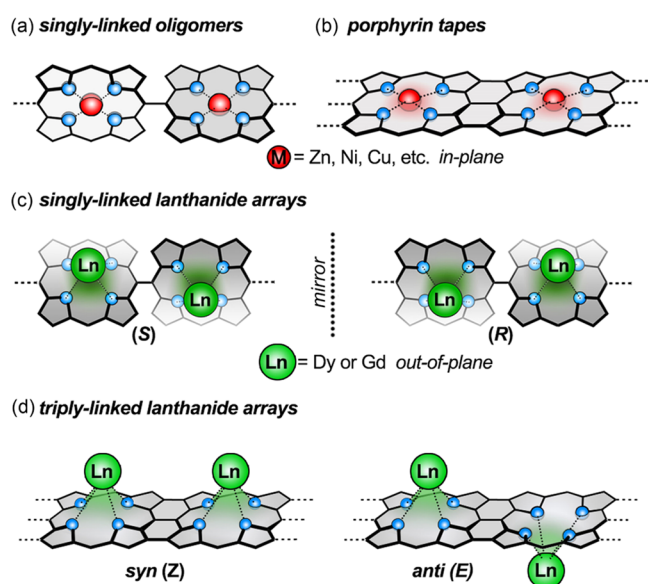 (a) singly-linked oligomers
(b) porphyrin tapes
M = Zn, Ni, Cu, etc. in-plane
(c) singly-linked lanthanide arrays
Ln Ln
(S)
mirror
Ln Ln
(R)
Ln = Dy or Gd out-of-plane
(d) triply-linked lanthanide arrays
Ln Ln
syn (Z)
Ln
Ln
anti (E)